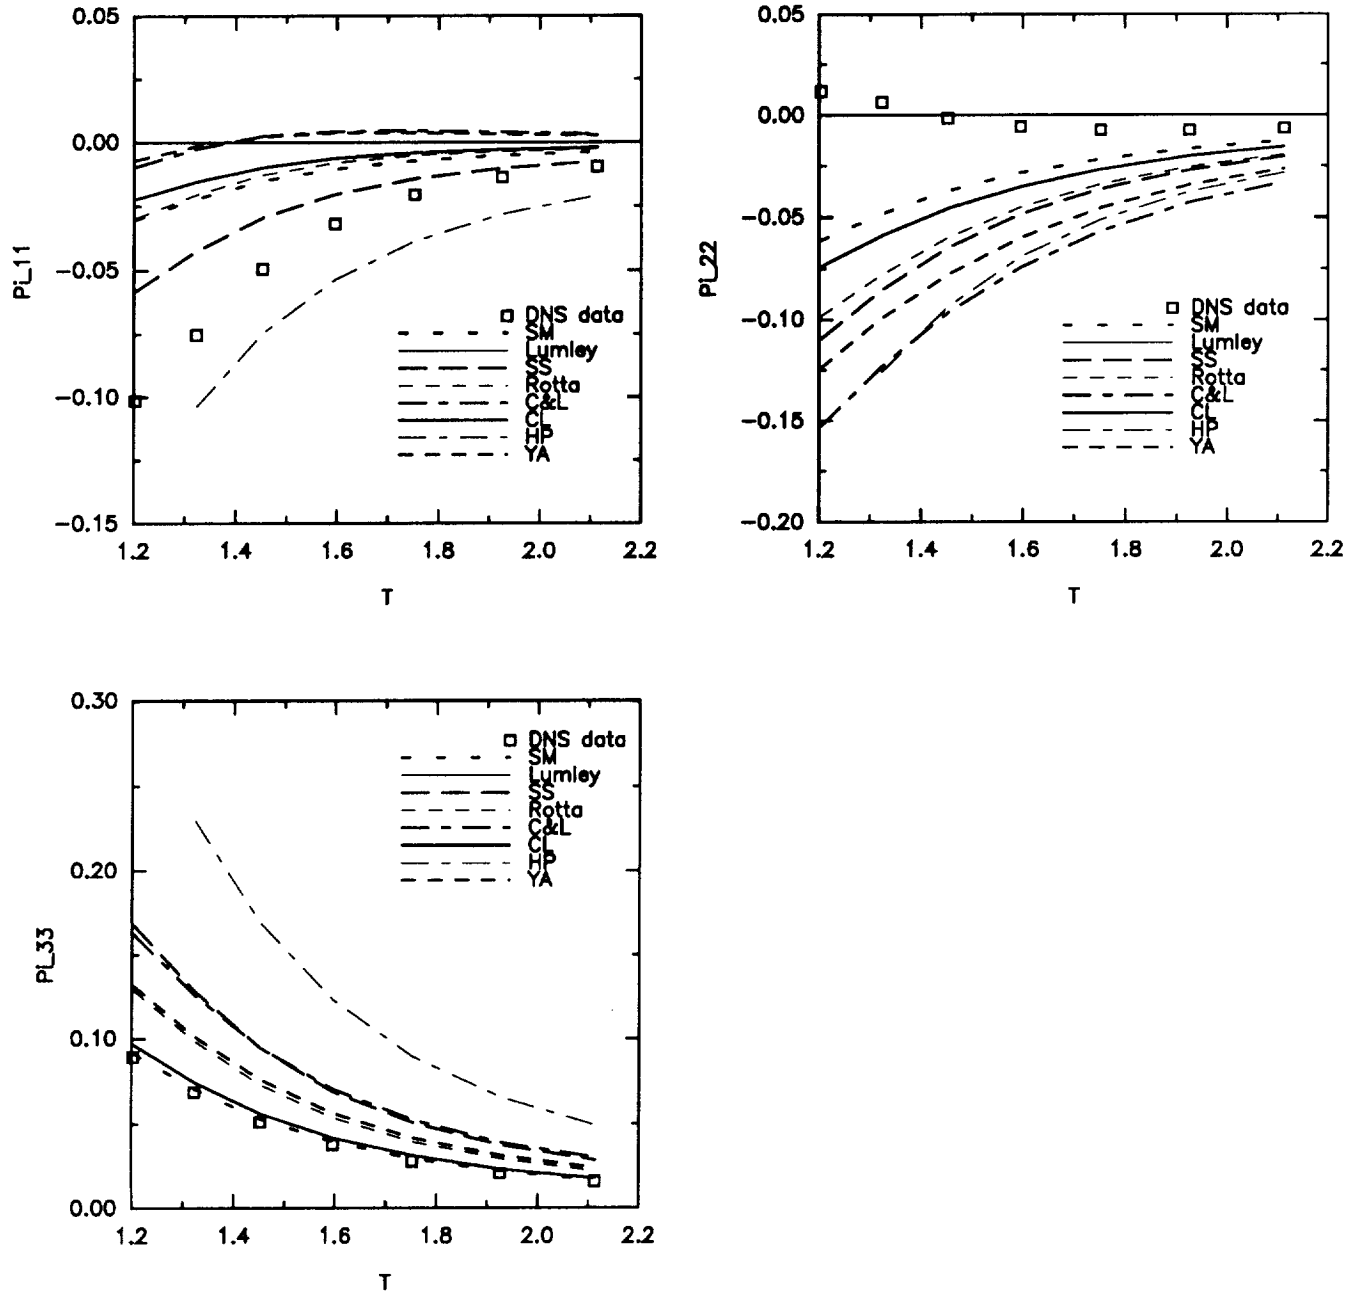 0.05
0.00
-0.05
-0.10
-0.15
Pi_11
1.2
1.4
1.6
1.8
2.0
2.2
T
DNS data
SM
Lumley
SS
Rotta
C&L
CL
HP
YA
0.05
0.00
-0.05
-0.10
-0.15
-0.20
Pi_22
1.2
1.4
1.6
1.8
2.0
2.2
T
DNS data
SM
Lumley
SS
Rotta
C&L
CL
HP
YA
0.30
0.20
0.10
0.00
Pi_33
1.2
1.4
1.6
1.8
2.0
2.2
T
DNS data
SM
Lumley
SS
Rotta
C&L
CL
HP
YA